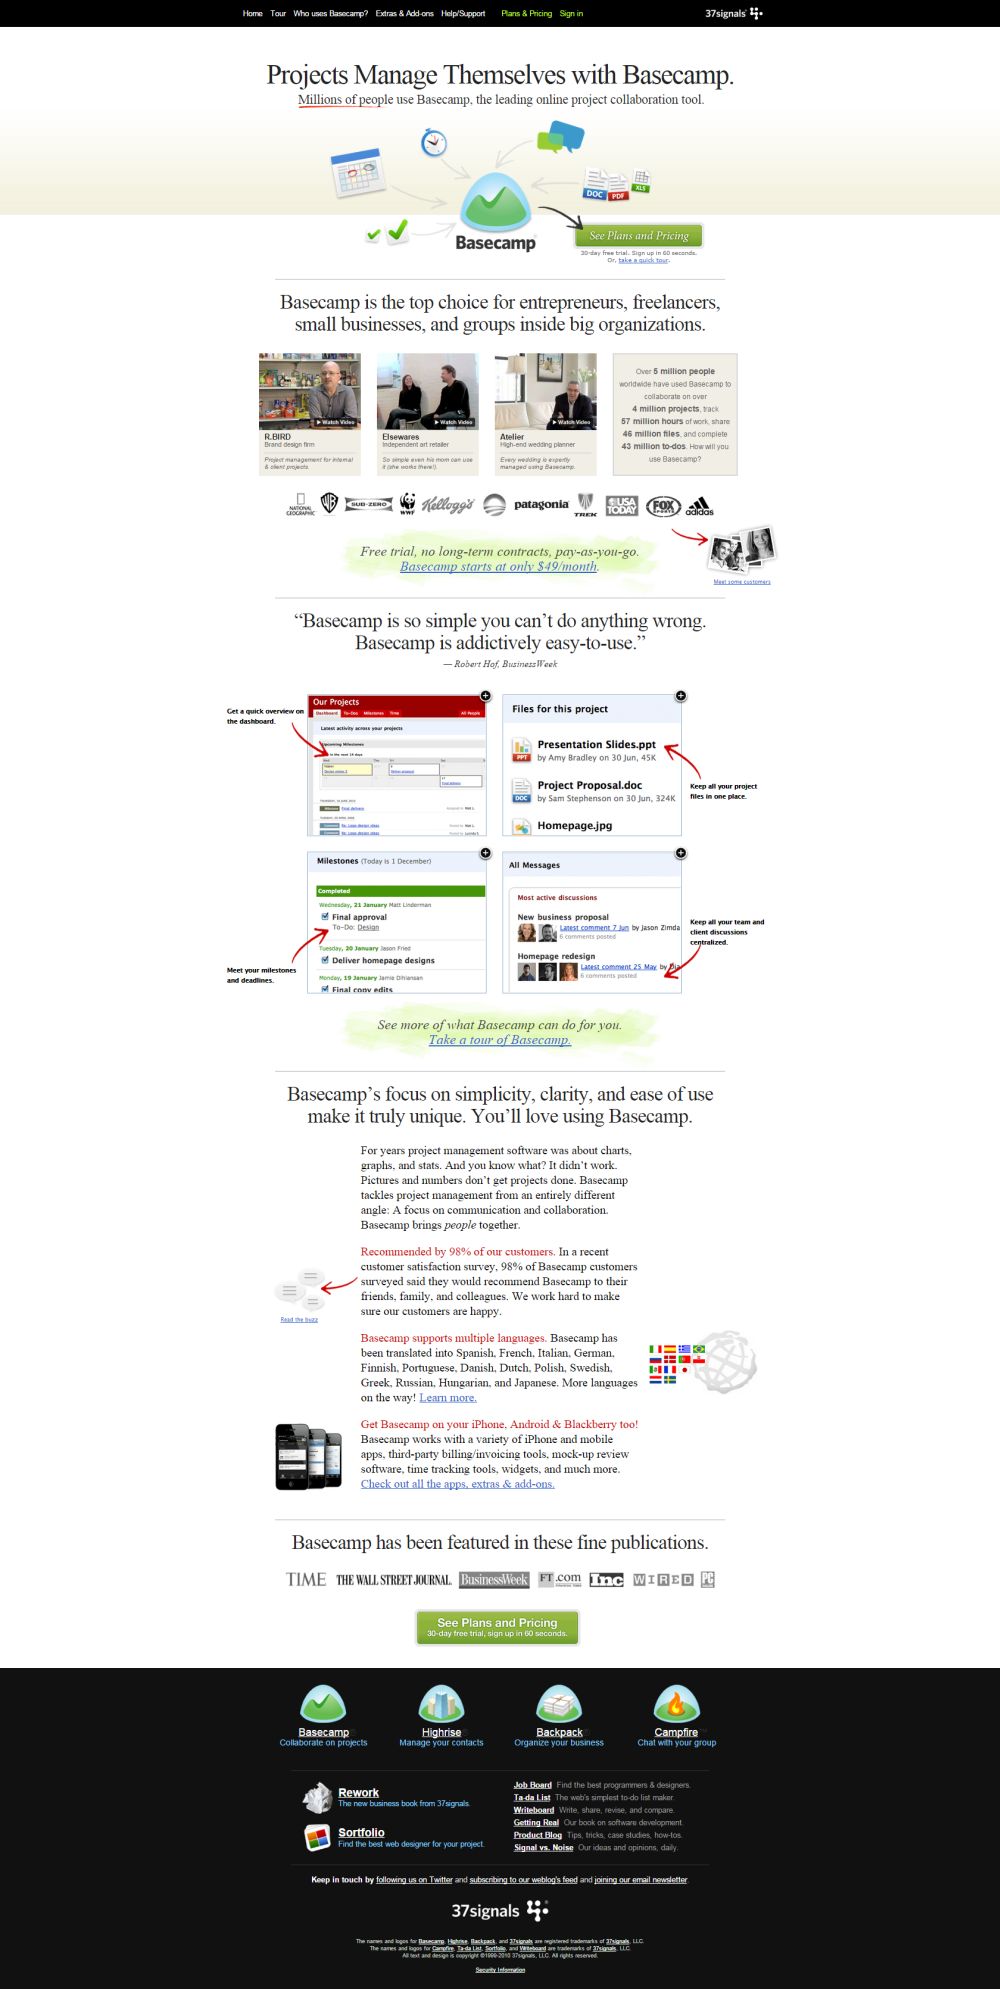 Home Tour Who uses Basecamp? Extras & Add-ons Help/Support Plans & Pricing Sign in
37signals
Projects Manage Themselves with Basecamp.
Millions of people use Basecamp, the leading online project collaboration tool.
DOC PDF XLS
Basecamp
See Plans and Pricing
30-day free trial. Sign up in 60 seconds.
Or, take a quick tour.
Basecamp is the top choice for entrepreneurs, freelancers,
small businesses, and groups inside big organizations.
Watch Video
R.BIRD
Brand design firm
Project management for internal
& client projects.
Watch Video
Elsewares
Independent art retailer
So simple even his mom can use
it (she works there!).
Watch Video
Atelier
High-end wedding planner
Every wedding is expertly
managed using Basecamp.
Over 5 million people
worldwide have used Basecamp to
collaborate on over
4 million projects, track
57 million hours of work, share
46 million files, and complete
43 million to-dos. How will you
use Basecamp?
NATIONAL
GEOGRAPHIC
WB
SUB-ZERO
WWF
Kellogg's
patagonia
TREK
USA
TODAY
FOX
SPORTS
adidas
Free trial, no long-term contracts, pay-as-you-go.
Basecamp starts at only $49/month.
Meet some customers
“Basecamp is so simple you can’t do anything wrong.
Basecamp is addictively easy-to-use.”
— Robert Hof, BusinessWeek
Get a quick overview on
the dashboard.
Our Projects
Dashboard To-Dos Milestones Time All People
Latest activity across your projects
Upcoming Milestones
Files for this project
Presentation Slides.ppt
PPT by Amy Bradley on 30 Jun, 45K
Project Proposal.doc
DOC by Sam Stephenson on 30 Jun, 324K
Homepage.jpg
Keep all your project
files in one place.
Milestones (Today is 1 December)
Completed
Wednesday, 21 January Matt Linderman
Final approval
To-Do: Design
Tuesday, 20 January Jason Fried
Deliver homepage designs
Monday, 19 January Jamie Dihiansan
Final copy edits
Meet your milestones
and deadlines.
All Messages
Most active discussions
New business proposal
Latest comment 7 Jun by Jason Zimda
6 comments posted
Homepage redesign
Latest comment 25 May by Dia
6 comments posted
Keep all your team and
client discussions
centralized.
See more of what Basecamp can do for you.
Take a tour of Basecamp.
Basecamp’s focus on simplicity, clarity, and ease of use
make it truly unique. You’ll love using Basecamp.
For years project management software was about charts,
graphs, and stats. And you know what? It didn’t work.
Pictures and numbers don’t get projects done. Basecamp
tackles project management from an entirely different
angle: A focus on communication and collaboration.
Basecamp brings people together.
Recommended by 98% of our customers. In a recent
customer satisfaction survey, 98% of Basecamp customers
surveyed said they would recommend Basecamp to their
friends, family, and colleagues. We work hard to make
sure our customers are happy.
Read the buzz
Basecamp supports multiple languages. Basecamp has
been translated into Spanish, French, Italian, German,
Finnish, Portuguese, Danish, Dutch, Polish, Swedish,
Greek, Russian, Hungarian, and Japanese. More languages
on the way! Learn more.
Get Basecamp on your iPhone, Android & Blackberry too!
Basecamp works with a variety of iPhone and mobile
apps, third-party billing/invoicing tools, mock-up review
software, time tracking tools, widgets, and much more.
Check out all the apps, extras & add-ons.
Basecamp has been featured in these fine publications.
TIME THE WALL STREET JOURNAL. BusinessWeek FT.com Inc WIRED PC
See Plans and Pricing
30-day free trial, sign up in 60 seconds.
Basecamp®
Collaborate on projects
Highrise®
Manage your contacts
Backpack®
Organize your business
Campfire™
Chat with your group
Rework
The new business book from 37signals.
Sortfolio
Find the best web designer for your project.
Job Board Find the best programmers & designers.
Ta-da List The web's simplest to-do list maker.
Writeboard Write, share, revise, and compare.
Getting Real Our book on software development.
Product Blog Tips, tricks, case studies, how-tos.
Signal vs. Noise Our ideas and opinions, daily.
Keep in touch by following us on Twitter and subscribing to our weblog's feed and joining our email newsletter.
37signals®
The names and logos for Basecamp, Highrise, Backpack, and 37signals are registered trademarks of 37signals, LLC.
The names and logos for Campfire, Ta-da List, Sortfolio, and Writeboard are trademarks of 37signals, LLC.
All text and design is copyright ©1999-2010 37signals, LLC. All rights reserved.
Security Information